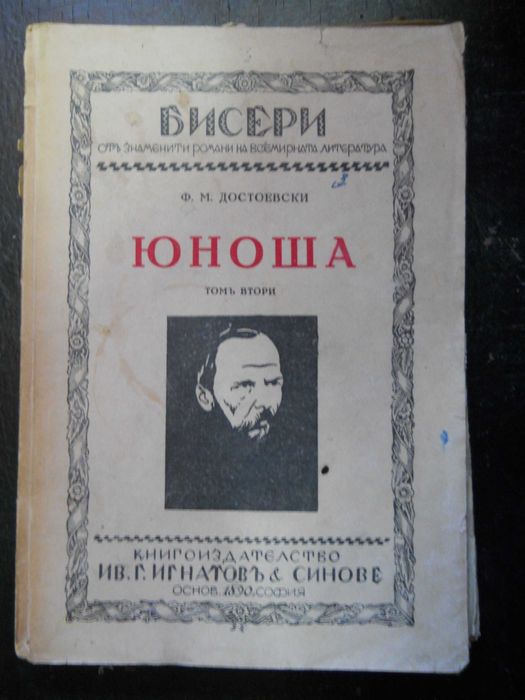 БИСЕРИ
ОТЪ ЗНАМЕНИТИ РОМАНИ НА ВСЕМИРНАТА ЛИТЕРАТУРА
Ф. М. ДОСТОЕВСКИ
ЮНОША
ТОМЪ ВТОРИ
КНИГОИЗДАТЕЛСТВО
ИВ. Г. ИГНАТОВЪ & СИНОВЕ
ОСНОВ. 1890. СОФИЯ